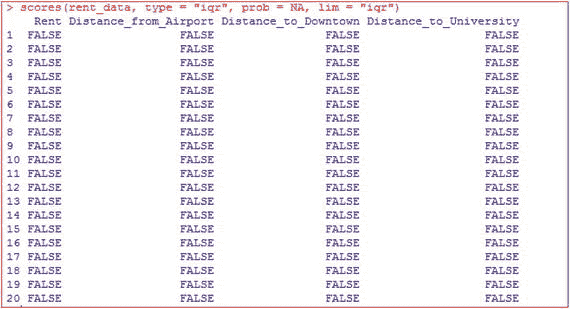 > scores(rent_data, type = "iqr", prob = NA, lim = "iqr")
Rent Distance_from_Airport Distance_to_Downtown Distance_to_University
1 FALSE FALSE FALSE FALSE
2 FALSE FALSE FALSE FALSE
3 FALSE FALSE FALSE FALSE
4 FALSE FALSE FALSE FALSE
5 FALSE FALSE FALSE FALSE
6 FALSE FALSE FALSE FALSE
7 FALSE FALSE FALSE FALSE
8 FALSE FALSE FALSE FALSE
9 FALSE FALSE FALSE FALSE
10 FALSE FALSE FALSE FALSE
11 FALSE FALSE FALSE FALSE
12 FALSE FALSE FALSE FALSE
13 FALSE FALSE FALSE FALSE
14 FALSE FALSE FALSE FALSE
15 FALSE FALSE FALSE FALSE
16 FALSE FALSE FALSE FALSE
17 FALSE FALSE FALSE FALSE
18 FALSE FALSE FALSE FALSE
19 FALSE FALSE FALSE FALSE
20 FALSE FALSE FALSE FALSE